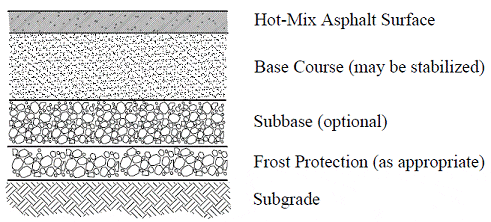 Hot-Mix Asphalt Surface
Base Course (may be stabilized)
Subbase (optional)
Frost Protection (as appropriate)
Subgrade